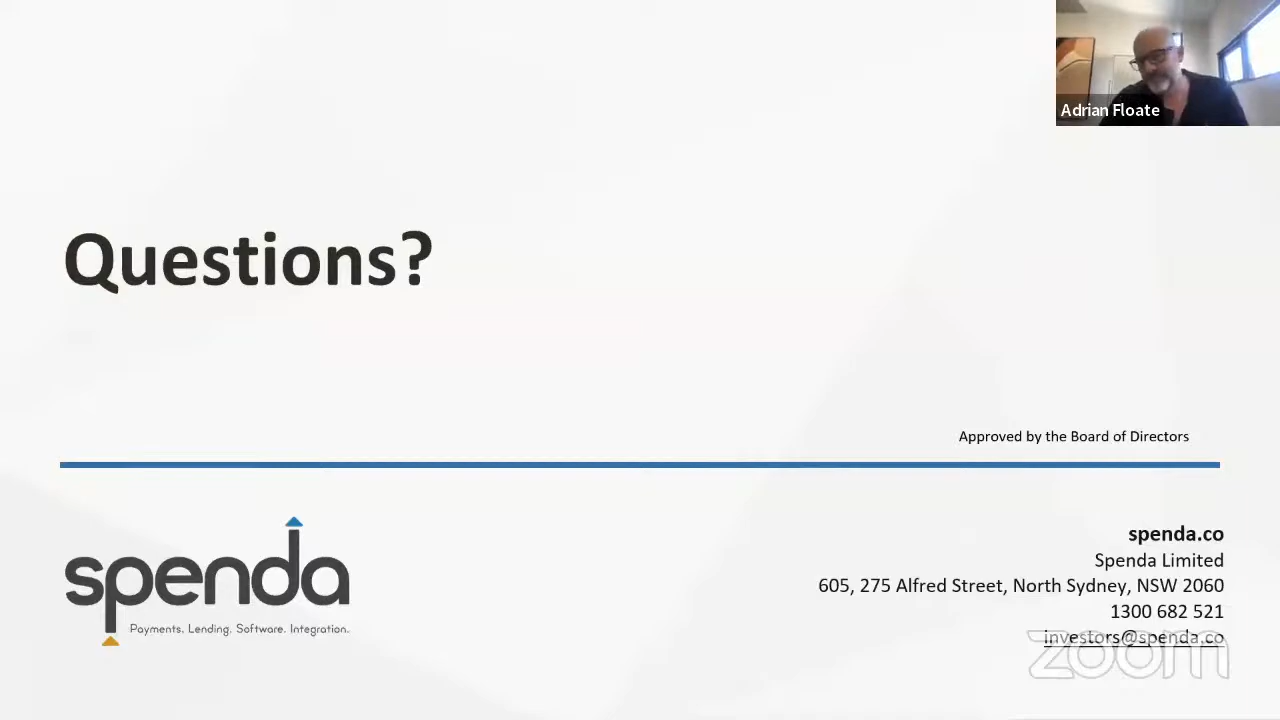 Adrian Floate
Questions?
Approved by the Board of Directors
spenda
Payments. Lending. Software. Integration.
spenda.co
Spenda Limited
605, 275 Alfred Street, North Sydney, NSW 2060
1300 682 521
investors@spenda.co
zoom